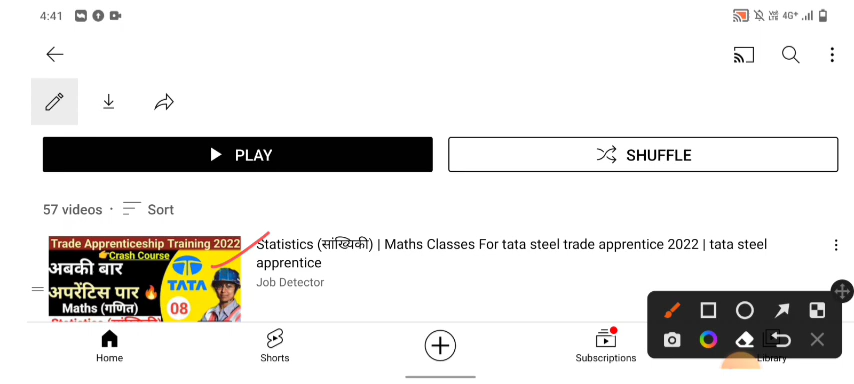 4:41
Vo) LTE 4G+
PLAY
SHUFFLE
57 videos · Sort
Trade Apprenticeship Training 2022
Crash Course
अबकी बार
अपरेंटिस पार
TATA
Maths (गणित)
08
Statistics (सांख्यिकी) | Maths Classes For tata steel trade apprentice 2022 | tata steel
apprentice
Job Detector
Home
Shorts
Subscriptions
Library